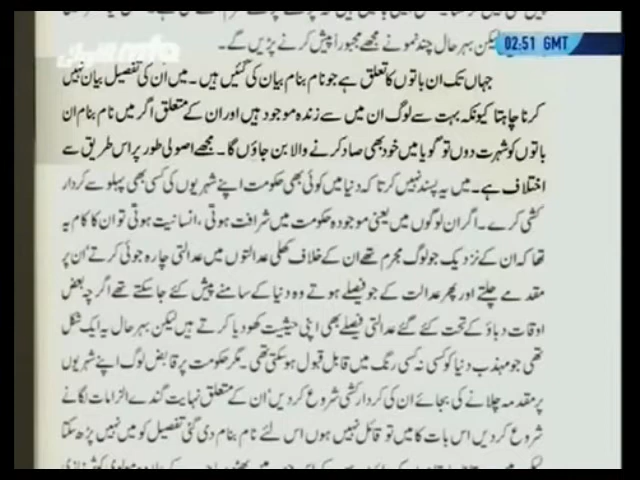 لیکن بہر حال چند نمونے مجھے مجبوراً پیش کرنے پڑیں گے۔
02:51 GMT
العربیة mta
جہاں تک ان باتوں کا تعلق ہے جو نام بنام بیان کی گئیں ہیں۔ میں ان کی تفصیل بیان نہیں
کرنا چاہتا کیونکہ بہت سے لوگ ان میں سے زندہ موجود ہیں اور ان کے متعلق اگر میں نام بنام ان
باتوں کو شہرت دوں تو گویا میں خود بھی صاد کرنے والا بن جاؤں گا۔ مجھے اصولی طور پر اس طریق سے
اختلاف ہے۔ میں یہ پسند نہیں کرتا کہ دنیا میں کوئی بھی حکومت اپنے شہریوں کی کسی بھی پہلو سے کردار
کشی کرے۔ اگر ان لوگوں میں یعنی موجودہ حکومت میں شرافت ہوتی، انسانیت ہوتی تو ان کا کام یہ
تھا کہ ان کے نزدیک جو لوگ مجرم تھے ان کے خلاف کھلی عدالتوں میں عدالتی چارہ جوئی کرتے ان پر
مقدمے چلتے اور پھر عدالت کے جو فیصلے ہوتے وہ دنیا کے سامنے پیش کئے جا سکتے تھے اگرچہ بعض
اوقات دباؤ کے تحت کئے گئے عدالتی فیصلے بھی اپنی حیثیت کھو دیا کرتے ہیں لیکن بہر حال یہ ایک شکل
تھی جو مہذب دنیا کو کسی نہ کسی رنگ میں قابل قبول ہو سکتی تھی۔ مگر حکومت پر قابض لوگ اپنے شہریوں
پر مقدمہ چلانے کی بجائے ان کی کردار کشی شروع کر دیں ان کے متعلق نہایت گندے الزامات لگانے
شروع کر دیں اس بات کا میں تو قائل نہیں ہوں اس لئے نام بنام دی گئی تفصیل کو میں نہیں پڑھ سکتا